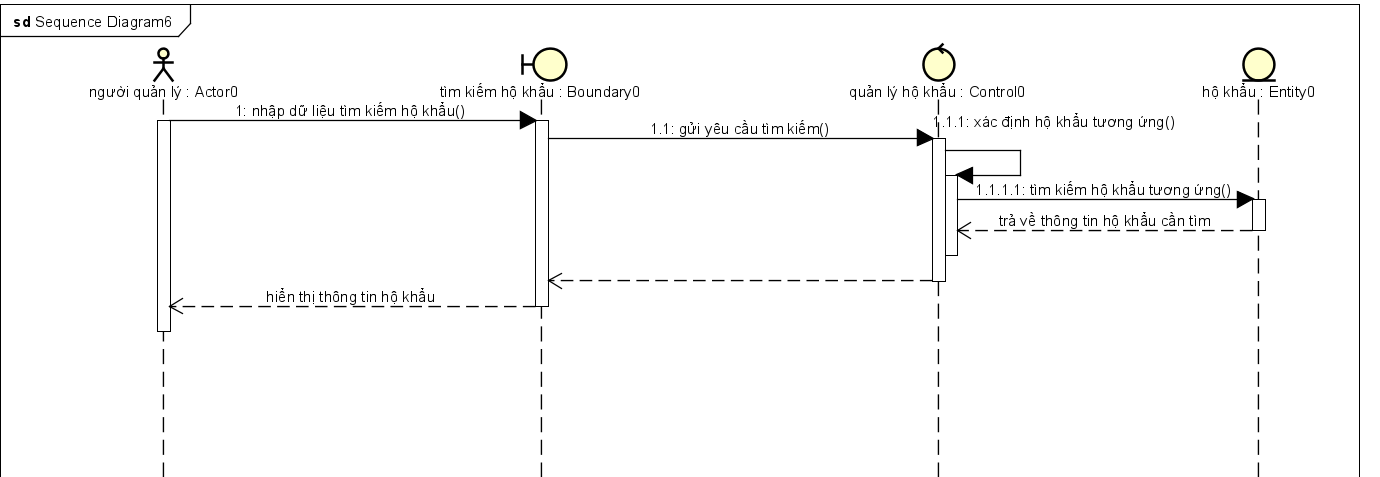 sd Sequence Diagram6
người quản lý : Actor0
tìm kiếm hộ khẩu : Boundary0
quản lý hộ khẩu : Control0
hộ khẩu : Entity0
1: nhập dữ liệu tìm kiếm hộ khẩu()
1.1: gửi yêu cầu tìm kiếm()
1.1.1: xác định hộ khẩu tương ứng()
1.1.1.1: tìm kiếm hộ khẩu tương ứng()
trả về thông tin hộ khẩu cần tìm
hiển thị thông tin hộ khẩu